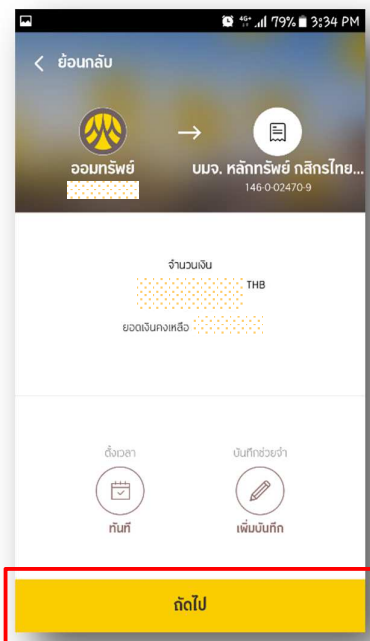 4G+ 79% 3:34 PM
ย้อนกลับ
ออมทรัพย์
บมจ. หลักทรัพย์ กสิกรไทย...
146-0-02470-9
จำนวนเงิน
THB
ยอดเงินคงเหลือ
ตั้งเวลา
บันทึกช่วยจำ
ทันที
เพิ่มบันทึก
ถัดไป